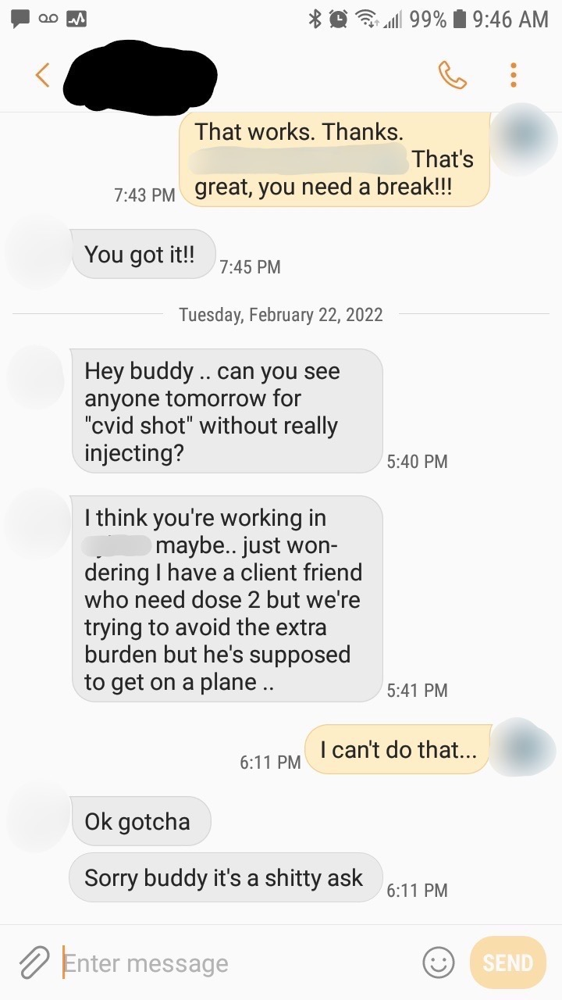 99% 9:46 AM
That works. Thanks.
That's
great, you need a break!!!
7:43 PM
You got it!!
7:45 PM
Tuesday, February 22, 2022
Hey buddy .. can you see
anyone tomorrow for
"cvid shot" without really
injecting?
5:40 PM
I think you're working in
maybe.. just won-
dering I have a client friend
who need dose 2 but we're
trying to avoid the extra
burden but he's supposed
to get on a plane ..
5:41 PM
I can't do that...
6:11 PM
Ok gotcha
Sorry buddy it's a shitty ask
6:11 PM
Enter message
SEND